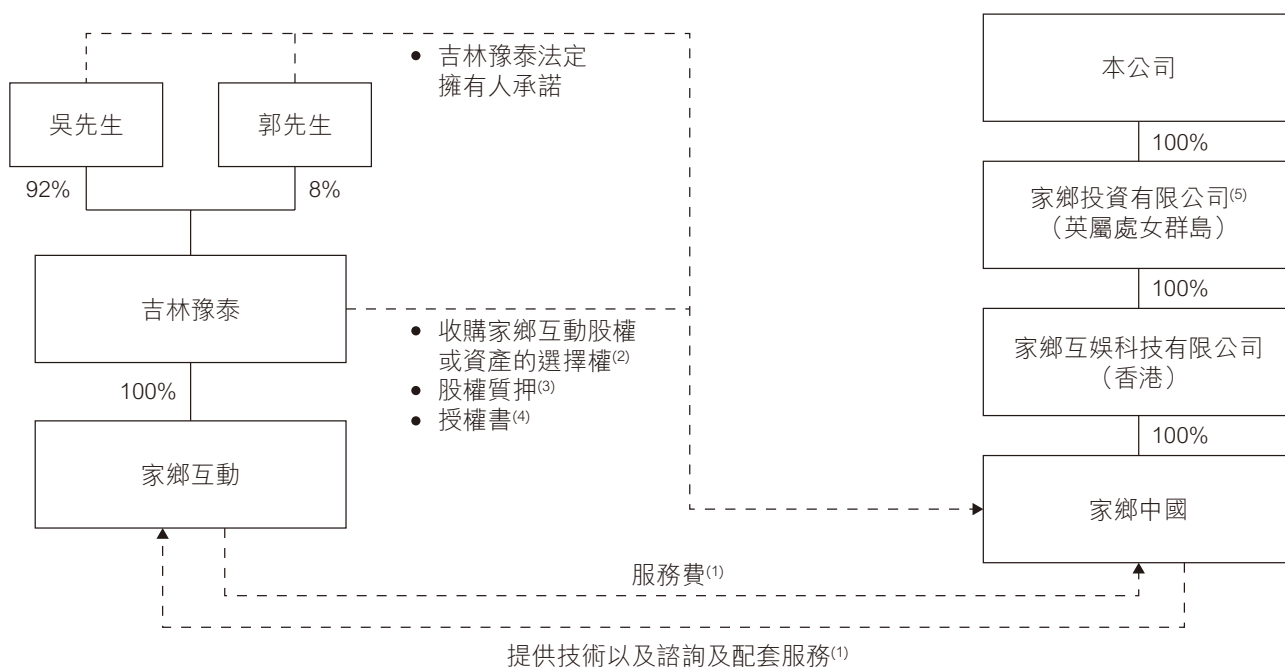 • 吉林豫泰法定
擁有人承諾
吳先生
郭先生
92%
8%
吉林豫泰
• 收購家鄉互動股權
或資產的選擇權(2)
• 股權質押(3)
• 授權書(4)
100%
家鄉互動
本公司
100%
家鄉投資有限公司(5)
（英屬處女群島）
100%
家鄉互娛科技有限公司
（香港）
100%
家鄉中國
服務費(1)
提供技術以及諮詢及配套服務(1)